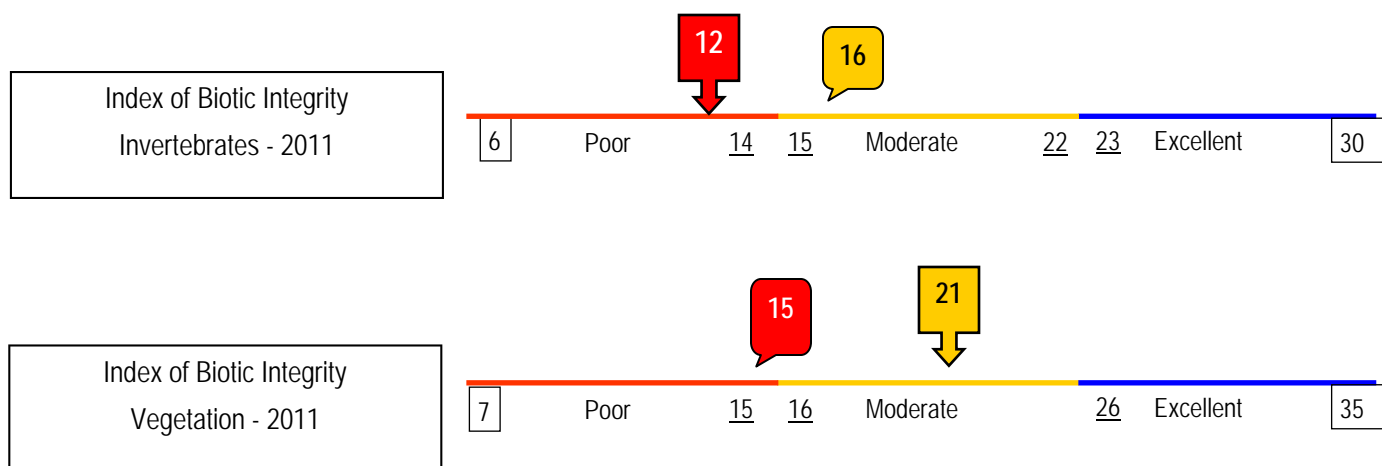 12
16
Index of Biotic Integrity
Invertebrates - 2011
6 Poor 14 15 Moderate 22 23 Excellent 30
15
21
Index of Biotic Integrity
Vegetation - 2011
7 Poor 15 16 Moderate 26 Excellent 35